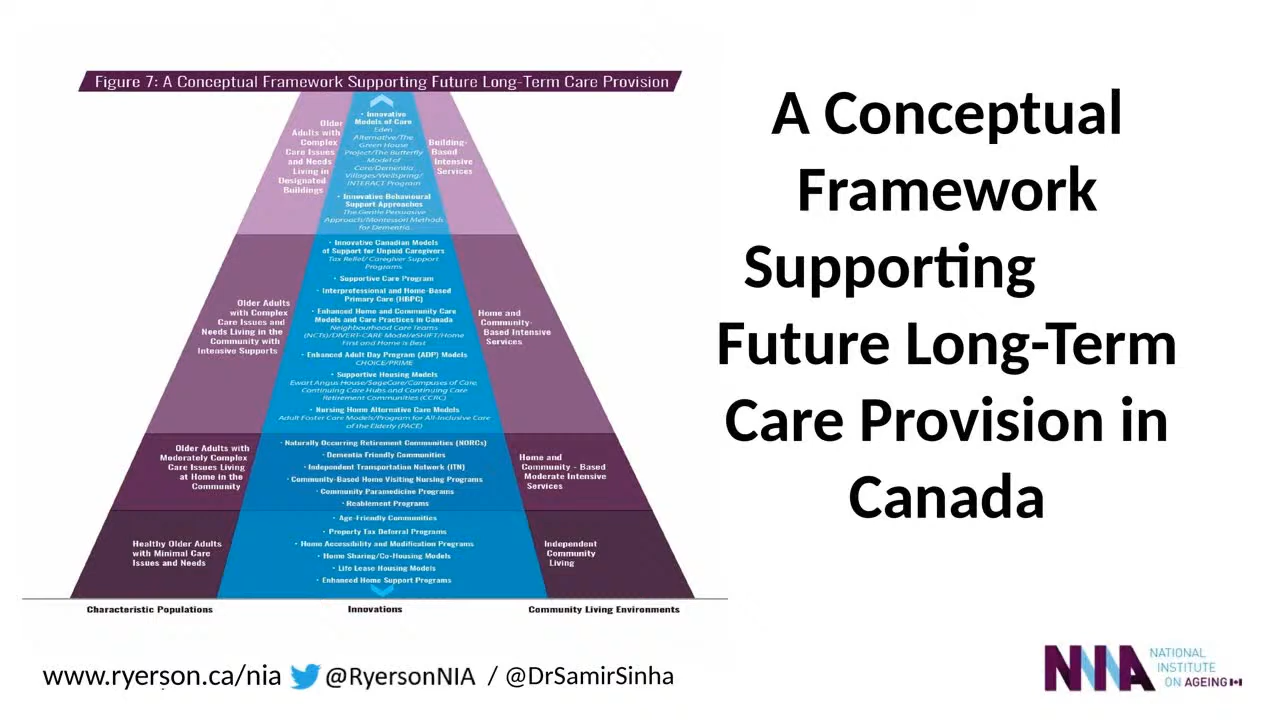 Figure 7: A Conceptual Framework Supporting Future Long-Term Care Provision
Older
Adults with
Complex
Care Issues
and Needs
Living in
Designated
Buildings
• Innovative
Models of Care
Eden
Alternative/The
Green House
Project/The Butterfly
Model of
Care/Dementia
Villages/Wellspring/
INTERACT Program
• Innovative Behavioural
Support Approaches
The Gentle Persuasive
Approach/Montessori Methods
for Dementia
Building-
Based
Intensive
Services
Older Adults
with Complex
Care Issues and
Needs Living in the
Community with
Intensive Supports
• Innovative Canadian Models
of Support for Unpaid Caregivers
Tax Relief/ Caregiver Support
Programs
• Supportive Care Program
• Interprofessional and Home-Based
Primary Care (HBPC)
• Enhanced Home and Community Care
Models and Care Practices in Canada
Neighbourhood Care Teams
(NCTs)/DIVERT-CARE Model/eSHIFT/Home
First and Home is Best
• Enhanced Adult Day Program (ADP) Models
CHOICE/PRIME
• Supportive Housing Models
Ewart Angus House/SageCare/Campuses of Care,
Continuing Care Hubs and Continuing Care
Retirement Communities (CCRC)
• Nursing Home Alternative Care Models
Adult Foster Care Models/Program for All-Inclusive Care
of the Elderly (PACE)
Home and
Community-
Based Intensive
Services
Older Adults with
Moderately Complex
Care Issues Living
at Home in the
Community
• Naturally Occurring Retirement Communities (NORCs)
• Dementia Friendly Communities
• Independent Transportation Network (ITN)
• Community-Based Home Visiting Nursing Programs
• Community Paramedicine Programs
• Reablement Programs
Home and
Community - Based
Moderate Intensive
Services
Healthy Older Adults
with Minimal Care
Issues and Needs
• Age-Friendly Communities
• Property Tax Deferral Programs
• Home Accessibility and Modification Programs
• Home Sharing/Co-Housing Models
• Life Lease Housing Models
• Enhanced Home Support Programs
Independent
Community
Living
Characteristic Populations
Innovations
Community Living Environments
A Conceptual
Framework
Supporting
Future Long-Term
Care Provision in
Canada
www.ryerson.ca/nia @RyersonNIA / @DrSamirSinha
NIA
NATIONAL
INSTITUTE
ON AGEING